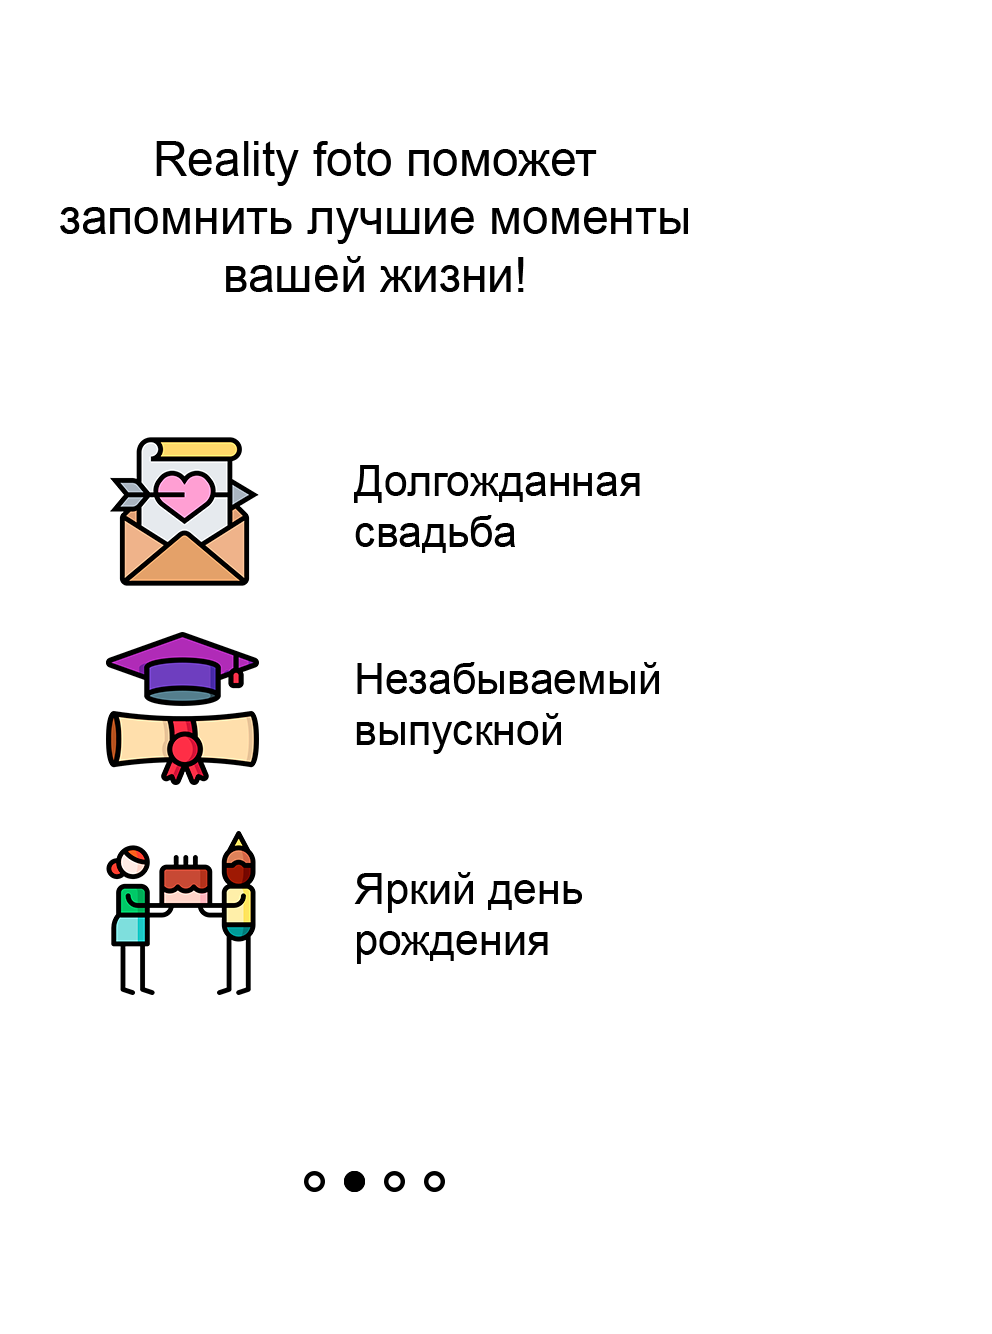 Reality foto поможет
запомнить лучшие моменты
вашей жизни!
Долгожданная
свадьба
Незабываемый
выпускной
Яркий день
рождения